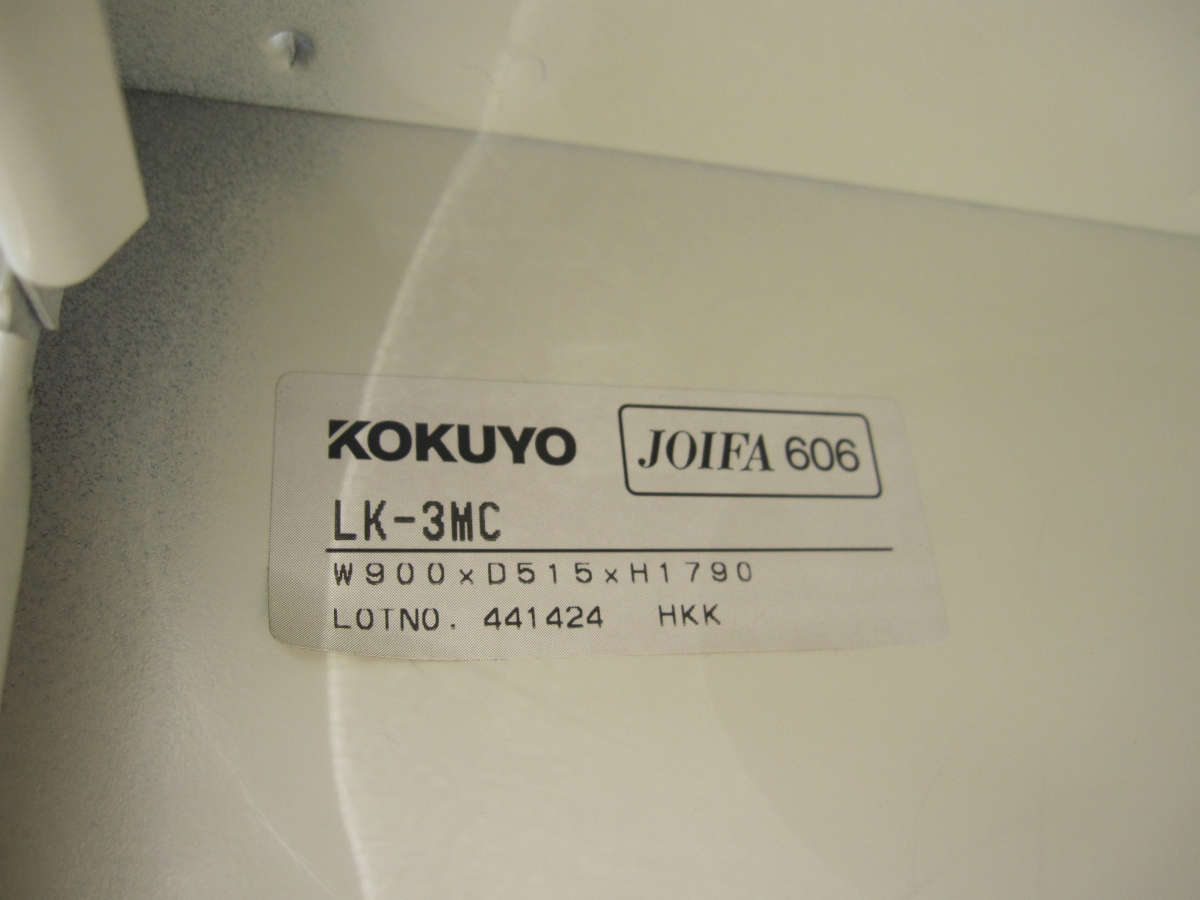 KOKUYO JOIFA 606
LK-3MC
W900×D515×H1790
LOTNO. 441424 HKK